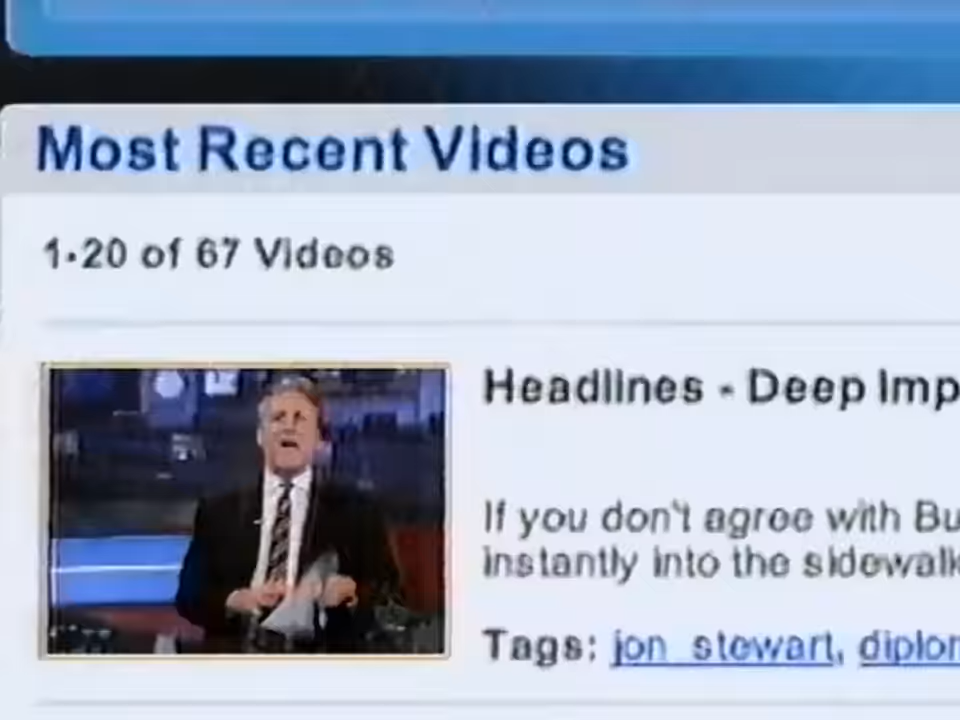 Most Recent Videos
1-20 of 67 Videos
Headlines - Deep Imp
If you don't agree with Bu
instantly into the sidewalk
Tags: jon stewart, diplom